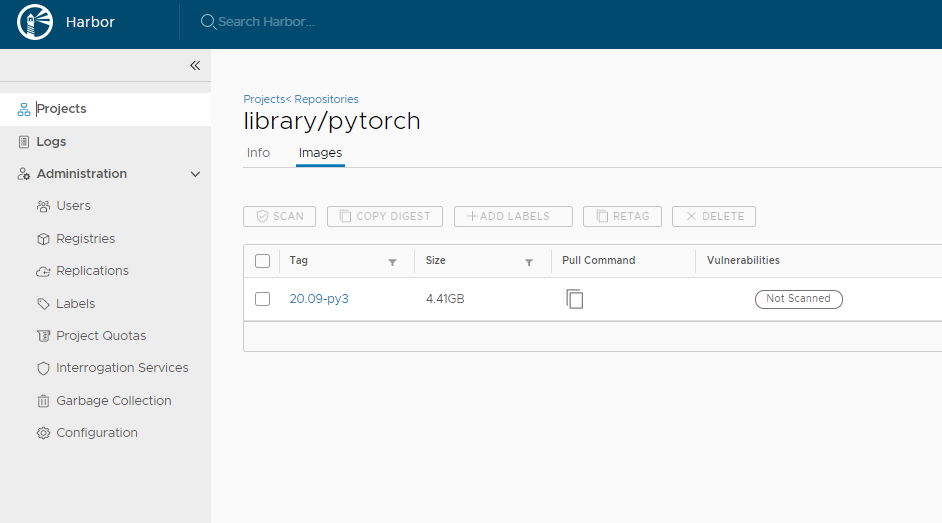 Harbor
Search Harbor...
Projects
Logs
Administration
Users
Registries
Replications
Labels
Project Quotas
Interrogation Services
Garbage Collection
Configuration
Projects< Repositories
library/pytorch
Info Images
SCAN COPY DIGEST ADD LABELS RETAG DELETE
Tag Size Pull Command Vulnerabilities
20.09-py3 4.41GB Not Scanned